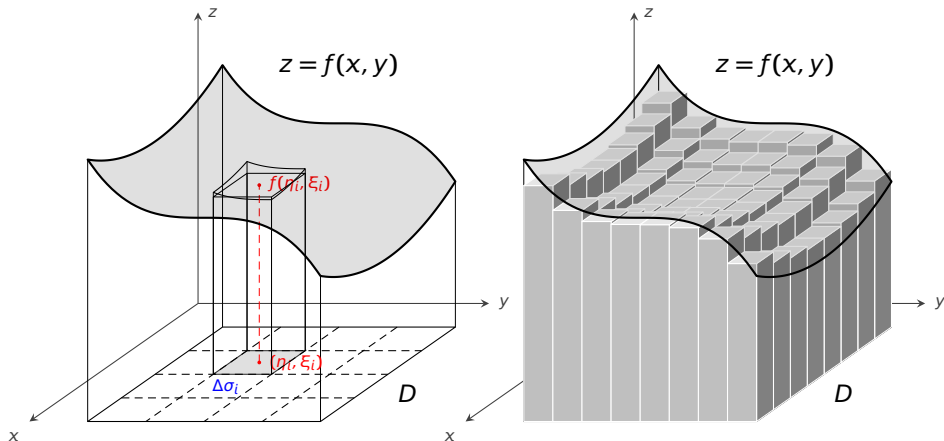 z
z = f(x, y)
f(ηᵢ, ξᵢ)
y
(ηᵢ, ξᵢ)
Δσᵢ
D
x
z
z = f(x, y)
y
D
x